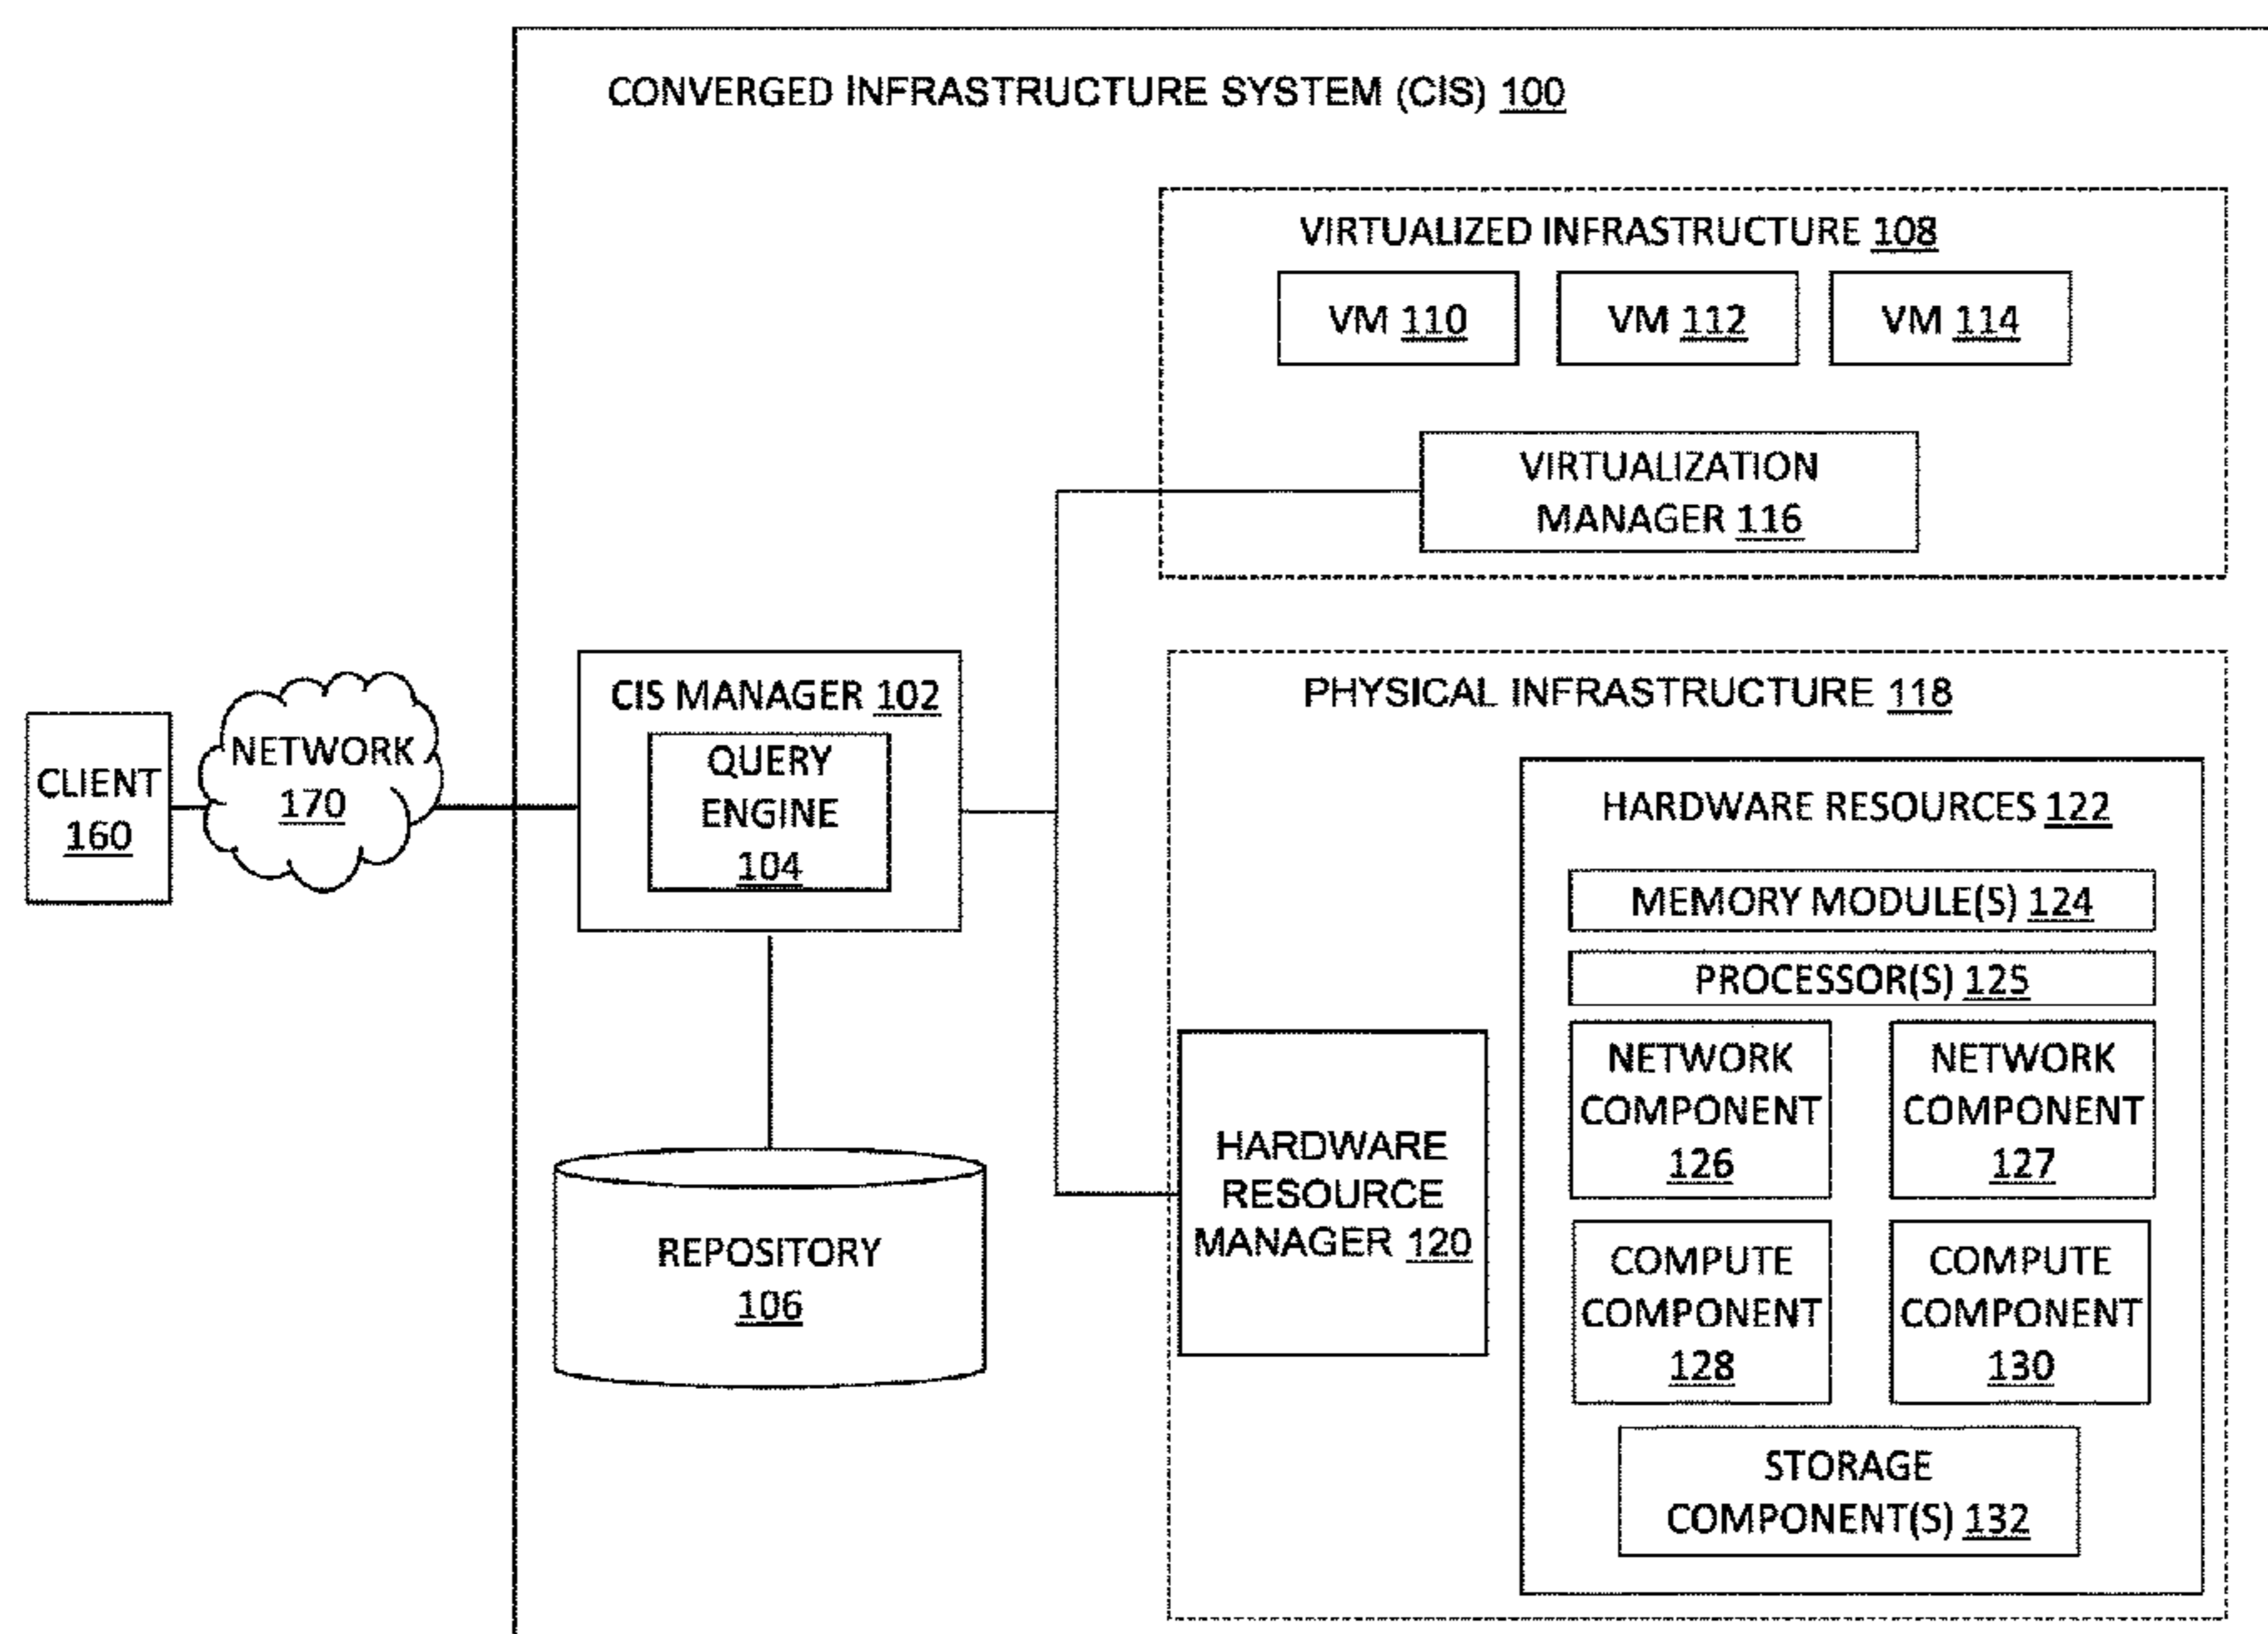 CONVERGED INFRASTRUCTURE SYSTEM (CIS) 100
VIRTUALIZED INFRASTRUCTURE 108
VM 110
VM 112
VM 114
VIRTUALIZATION
MANAGER 116
CLIENT
160
NETWORK
170
CIS MANAGER 102
QUERY
ENGINE
104
REPOSITORY
106
PHYSICAL INFRASTRUCTURE 118
HARDWARE
RESOURCE
MANAGER 120
HARDWARE RESOURCES 122
MEMORY MODULE(S) 124
PROCESSOR(S) 125
NETWORK
COMPONENT
126
NETWORK
COMPONENT
127
COMPUTE
COMPONENT
128
COMPUTE
COMPONENT
130
STORAGE
COMPONENT(S) 132